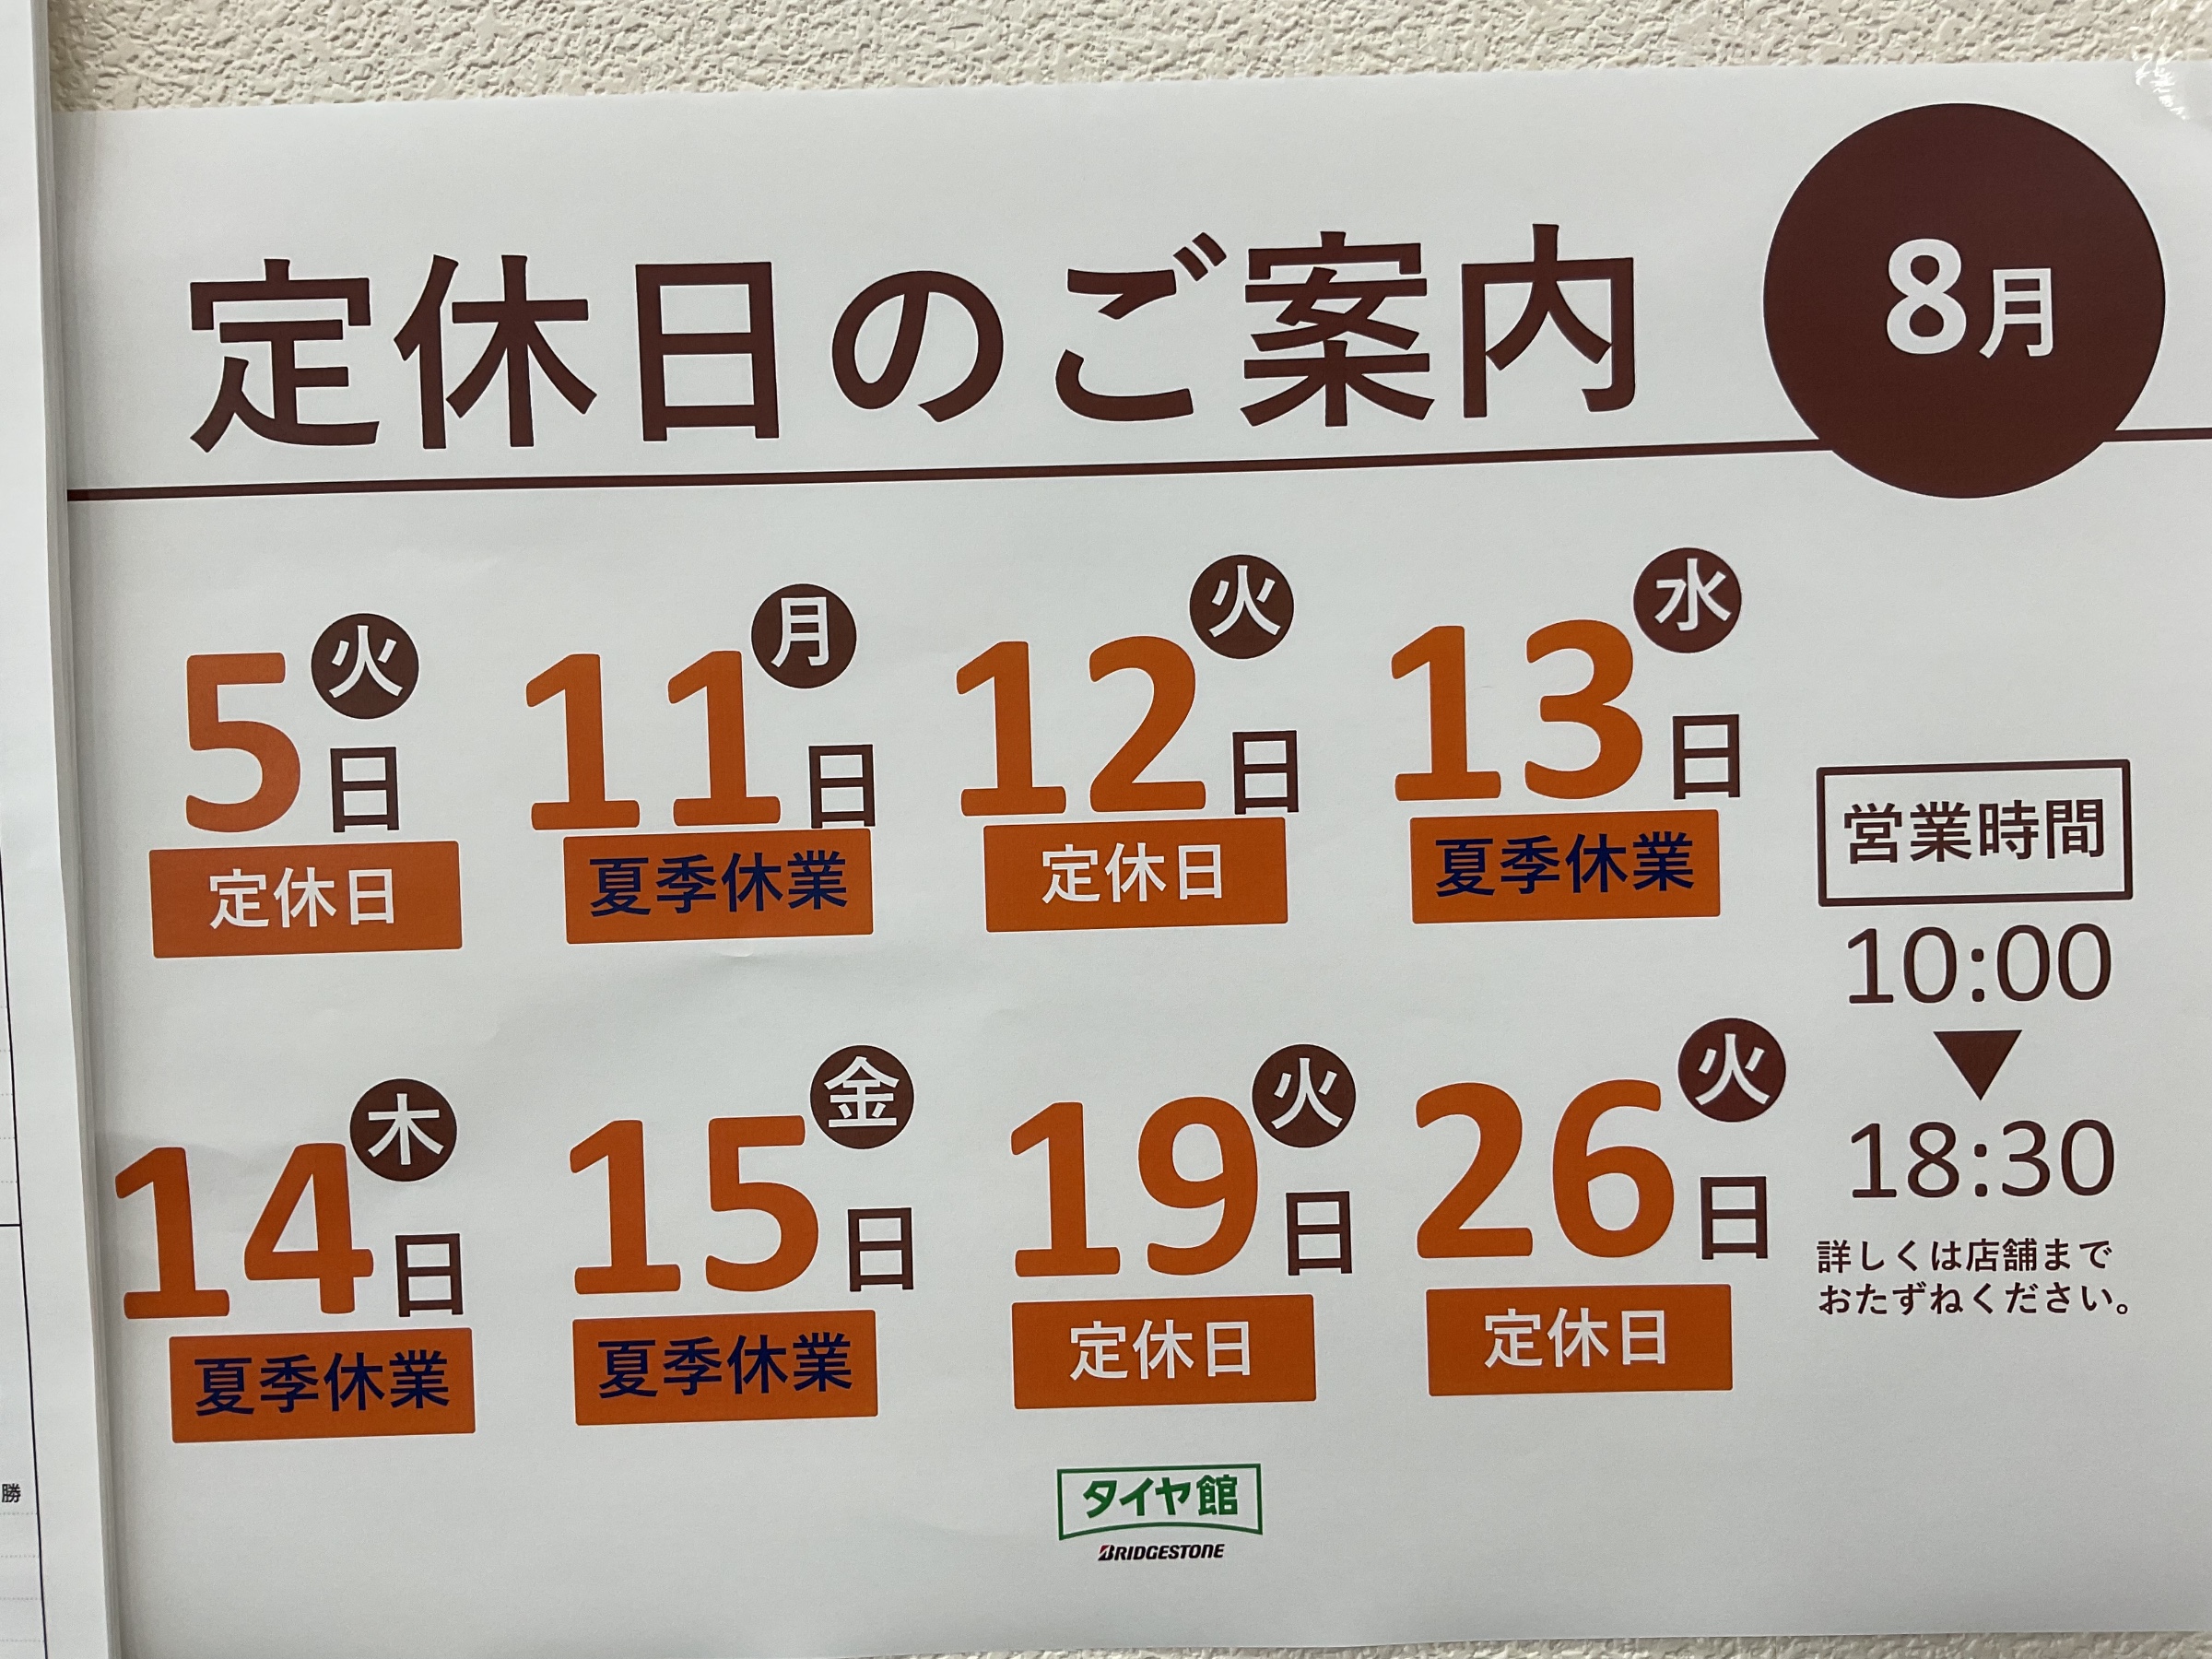 定休日のご案内
8月
5日 火
定休日
11日 月
夏季休業
12日 火
定休日
13日 水
夏季休業
14日 木
夏季休業
15日 金
夏季休業
19日 火
定休日
26日 火
定休日
営業時間
10:00
▼
18:30
詳しくは店舗まで
おたずねください。
タイヤ館
BRIDGESTONE
勝